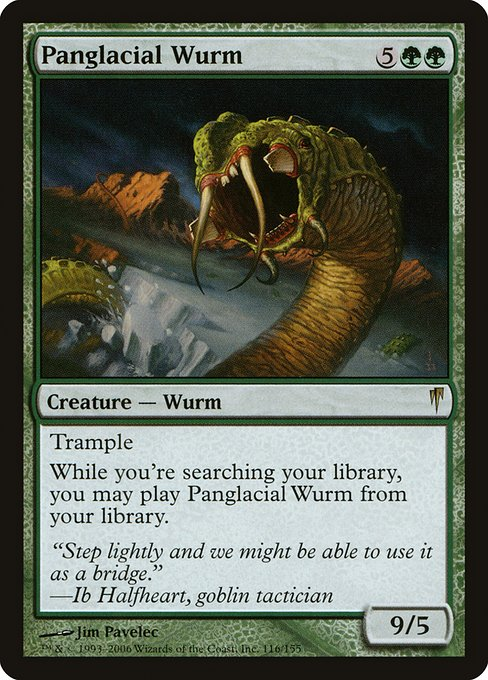 Panglacial Wurm 5
Creature — Wurm
Trample
While you're searching your library,
you may play Panglacial Wurm from
your library.
"Step lightly and we might be able to use it
as a bridge."
—Ib Halfheart, goblin tactician
Jim Pavelec
™ & © 1993–2006 Wizards of the Coast, Inc. 116/155
9/5